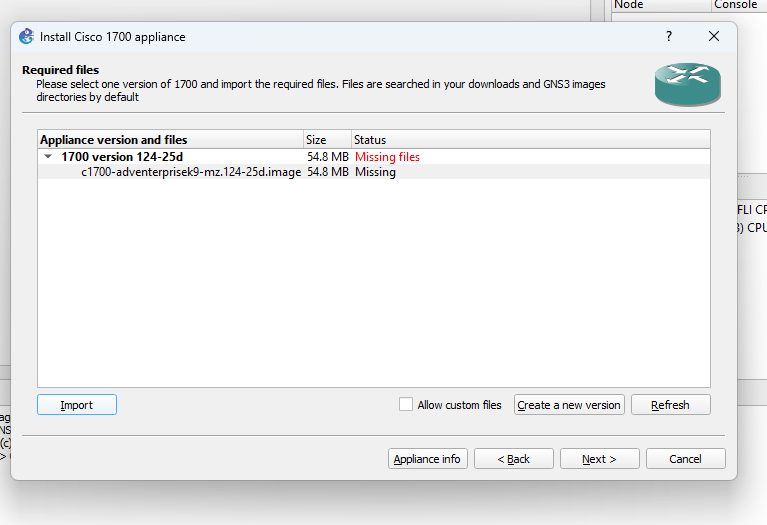 Node Console
Install Cisco 1700 appliance ?
Required files
Please select one version of 1700 and import the required files. Files are searched in your downloads and GNS3 images
directories by default
Appliance version and files Size Status
1700 version 124-25d 54.8 MB Missing files
c1700-adventerprisek9-mz.124-25d.image 54.8 MB Missing
FLI CP
3) CPU
Import Allow custom files Create a new version Refresh
ag
NS
(c)
>
Appliance info < Back Next > Cancel